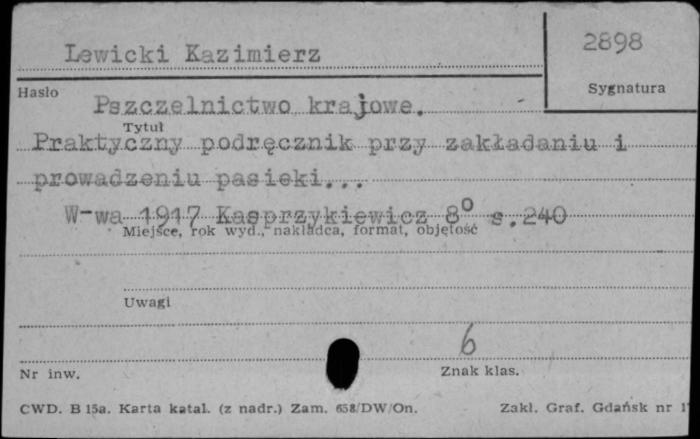 Lewicki Kazimierz
2898
Hasło
Sygnatura
Pszczelnictwo krajowe.
Tytuł
Praktyczny podręcznik przy zakładaniu i
prowadzeniu pasieki...
W-wa 1917 Kasprzykiewicz 8° s.240
Miejsce, rok wyd., nakładca, format, objętość
Uwagi
6
Nr inw.
Znak klas.
CWD. B 15a. Karta katal. (z nadr.) Zam. 658/DW/On.
Zakl. Graf. Gdańsk nr